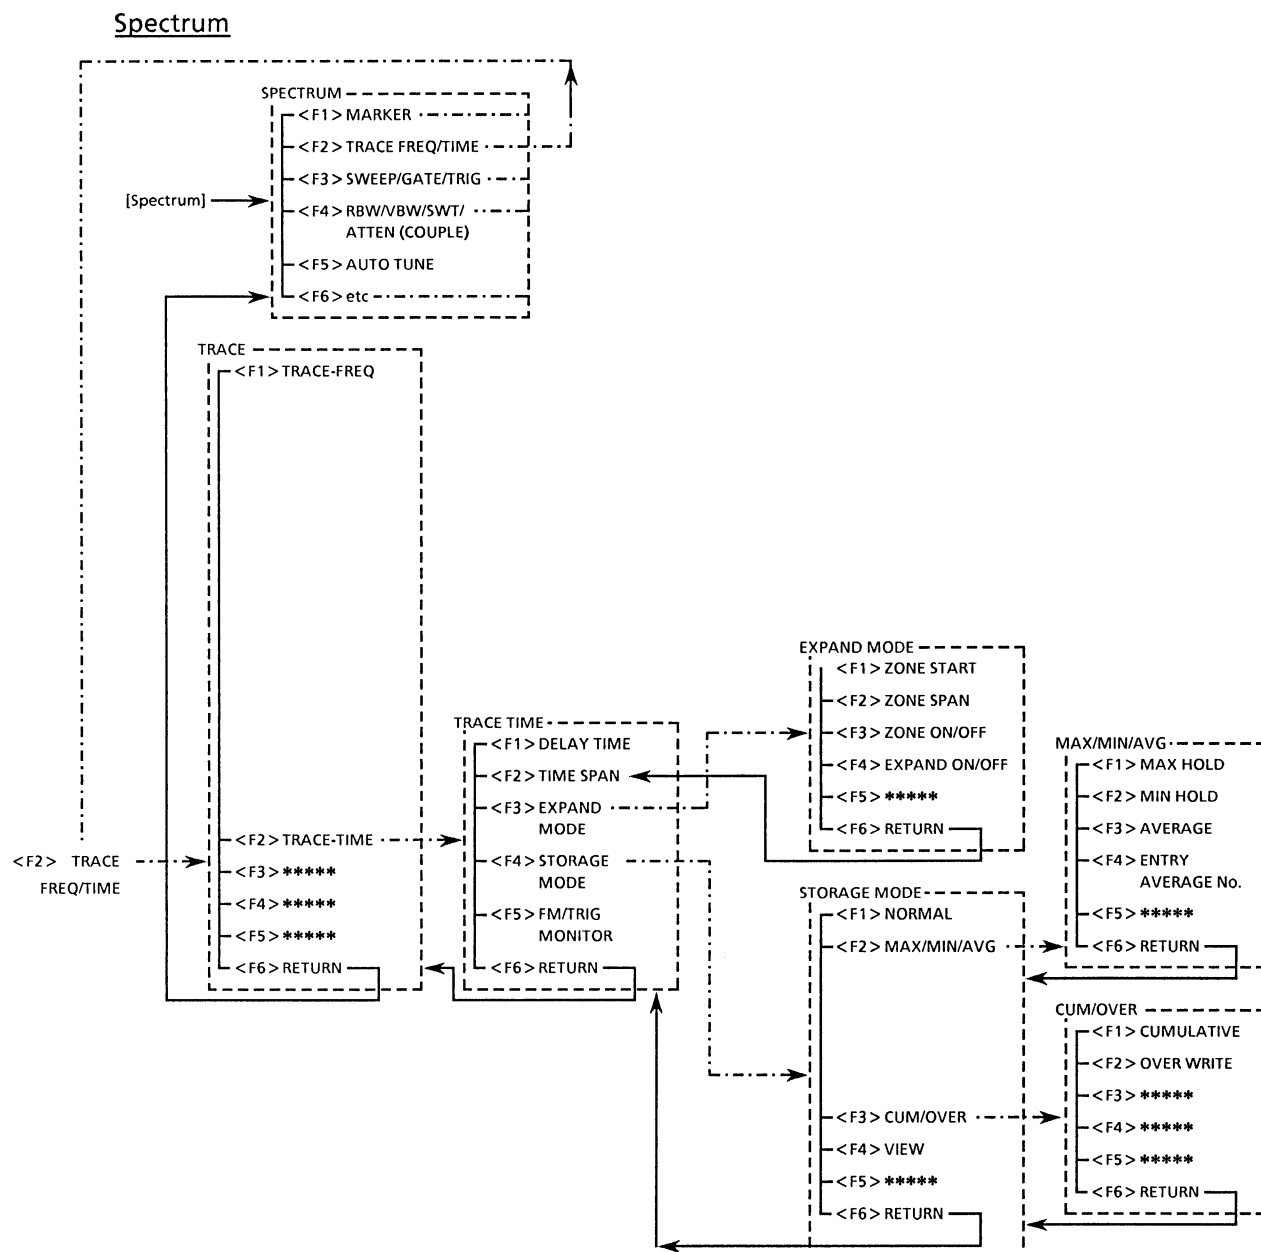 Spectrum
SPECTRUM
<F1> MARKER
<F2> TRACE FREQ/TIME
<F3> SWEEP/GATE/TRIG
[Spectrum]
<F4> RBW/VBW/SWT/
ATTEN (COUPLE)
<F5> AUTO TUNE
<F6> etc
TRACE
<F1> TRACE-FREQ
<F2> TRACE-TIME
<F2> TRACE
FREQ/TIME
<F3> *****
<F4> *****
<F5> *****
<F6> RETURN
TRACE TIME
<F1> DELAY TIME
<F2> TIME SPAN
<F3> EXPAND
MODE
<F4> STORAGE
MODE
<F5> FM/TRIG
MONITOR
<F6> RETURN
EXPAND MODE
<F1> ZONE START
<F2> ZONE SPAN
<F3> ZONE ON/OFF
<F4> EXPAND ON/OFF
<F5> *****
<F6> RETURN
STORAGE MODE
<F1> NORMAL
<F2> MAX/MIN/AVG
<F3> CUM/OVER
<F4> VIEW
<F5> *****
<F6> RETURN
MAX/MIN/AVG
<F1> MAX HOLD
<F2> MIN HOLD
<F3> AVERAGE
<F4> ENTRY
AVERAGE No.
<F5> *****
<F6> RETURN
CUM/OVER
<F1> CUMULATIVE
<F2> OVER WRITE
<F3> *****
<F4> *****
<F5> *****
<F6> RETURN